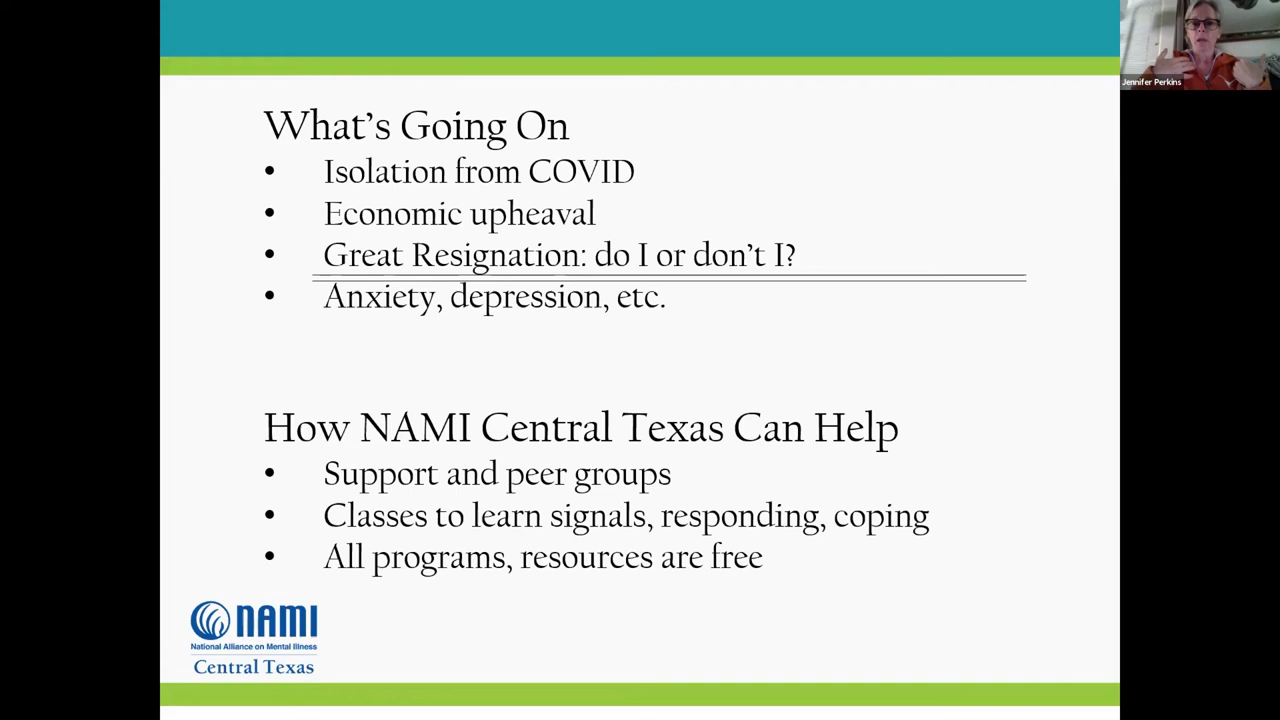 Jennifer Perkins
What's Going On
• Isolation from COVID
• Economic upheaval
• Great Resignation: do I or don't I?
• Anxiety, depression, etc.
How NAMI Central Texas Can Help
• Support and peer groups
• Classes to learn signals, responding, coping
• All programs, resources are free
NAMI
National Alliance on Mental Illness
Central Texas